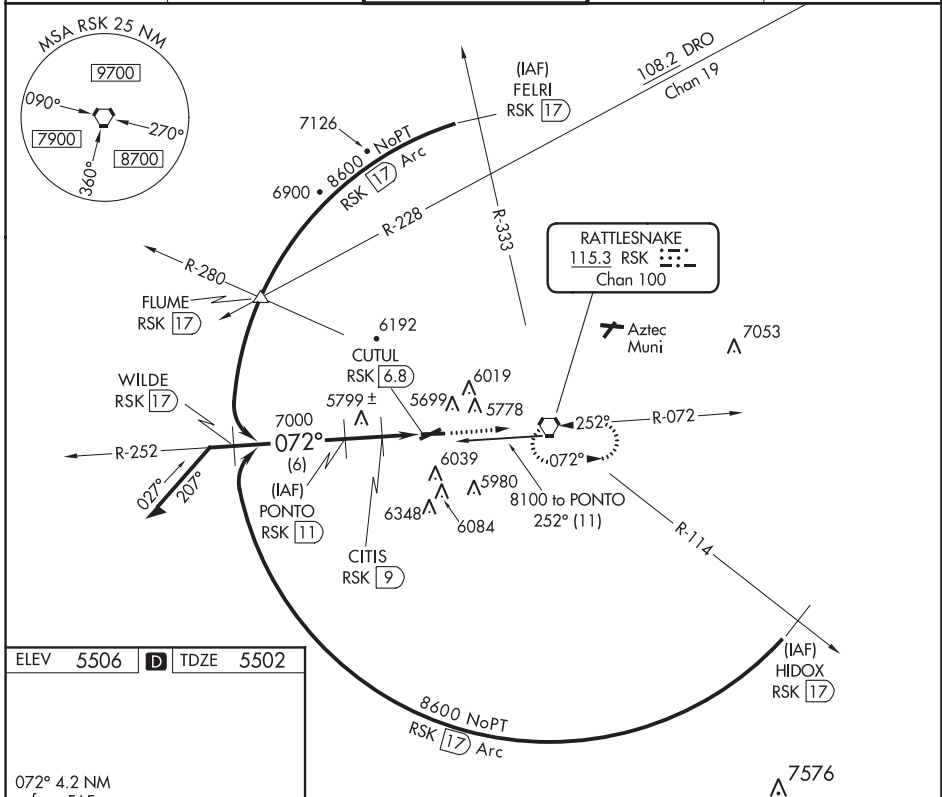 MSA RSK 25 NM
9700
090°
270°
7900
8700
360°
(IAF)
FELRI
RSK 17
108.2 DRO
Chan 19
7126
8600 NoPT
RSK 17 Arc
6900
R-228
R-333
R-280
RATTLESNAKE
115.3 RSK
Chan 100
FLUME
RSK 17
6192
Aztec
Muni
7053
CUTUL
RSK 6.8
WILDE
RSK 17
6019
5799 ±
5699
5778
7000
072°
(6)
252°
R-072
R-252
072°
027°
207°
(IAF)
PONTO
RSK 11
6039
5980
6348
6084
8100 to PONTO
252° (11)
R-114
CITIS
RSK 9
(IAF)
HIDOX
RSK 17
ELEV 5506 D TDZE 5502
8600 NoPT
RSK 17 Arc
7576
072° 4.2 NM